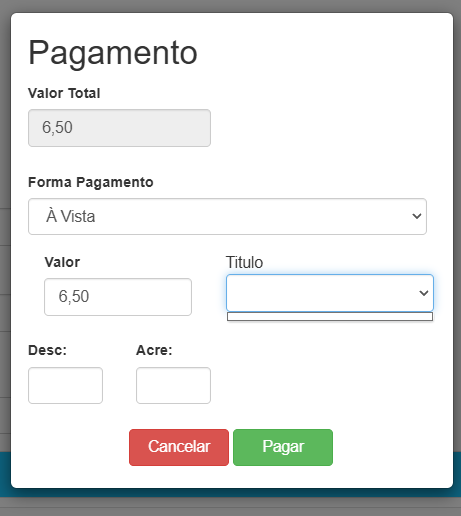 Pagamento
Valor Total
6,50
Forma Pagamento
À Vista
Valor
Titulo
6,50
Desc:
Acre:
Cancelar
Pagar